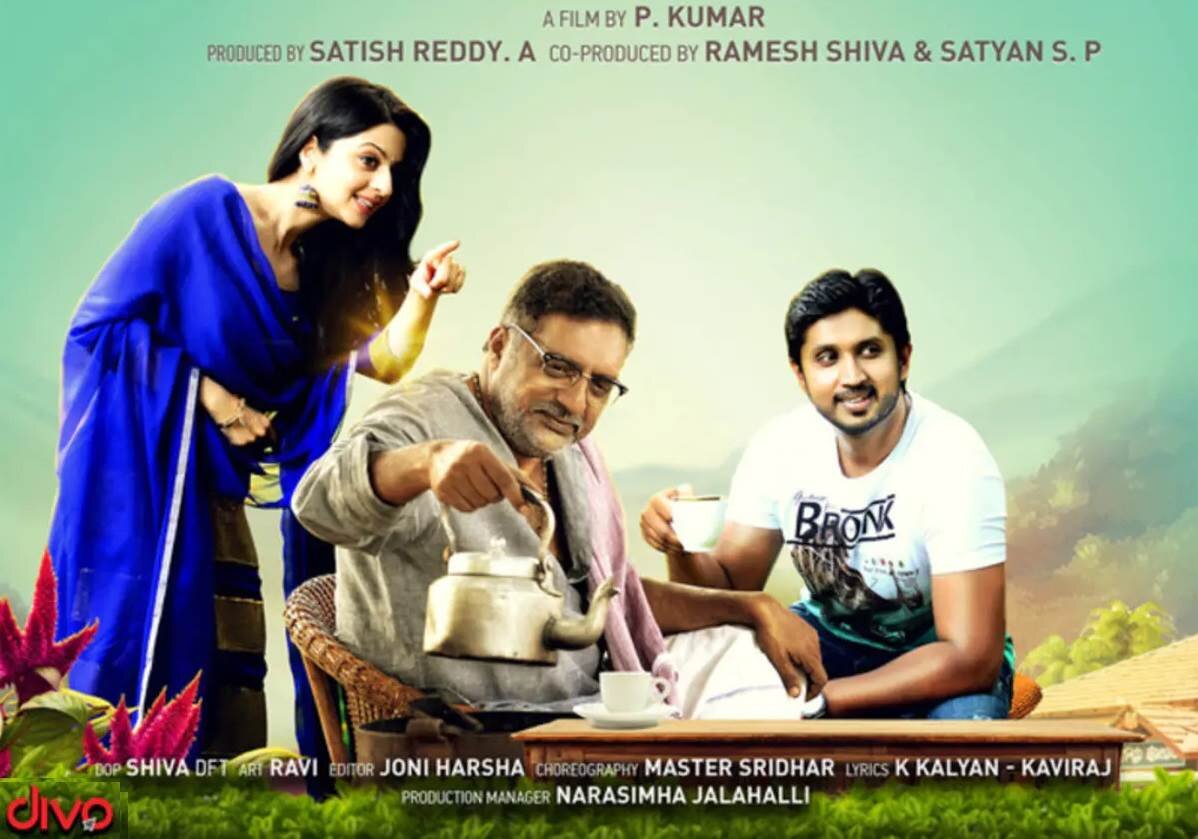 A FILM BY P. KUMAR
PRODUCED BY SATISH REDDY. A CO-PRODUCED BY RAMESH SHIVA & SATYAN S. P
BRONK
DOP SHIVA DFT ART RAVI EDITOR JONI HARSHA CHOREOGRAPHY MASTER SRIDHAR LYRICS K KALYAN - KAVIRAJ
PRODUCTION MANAGER NARASIMHA JALAHALLI
divo